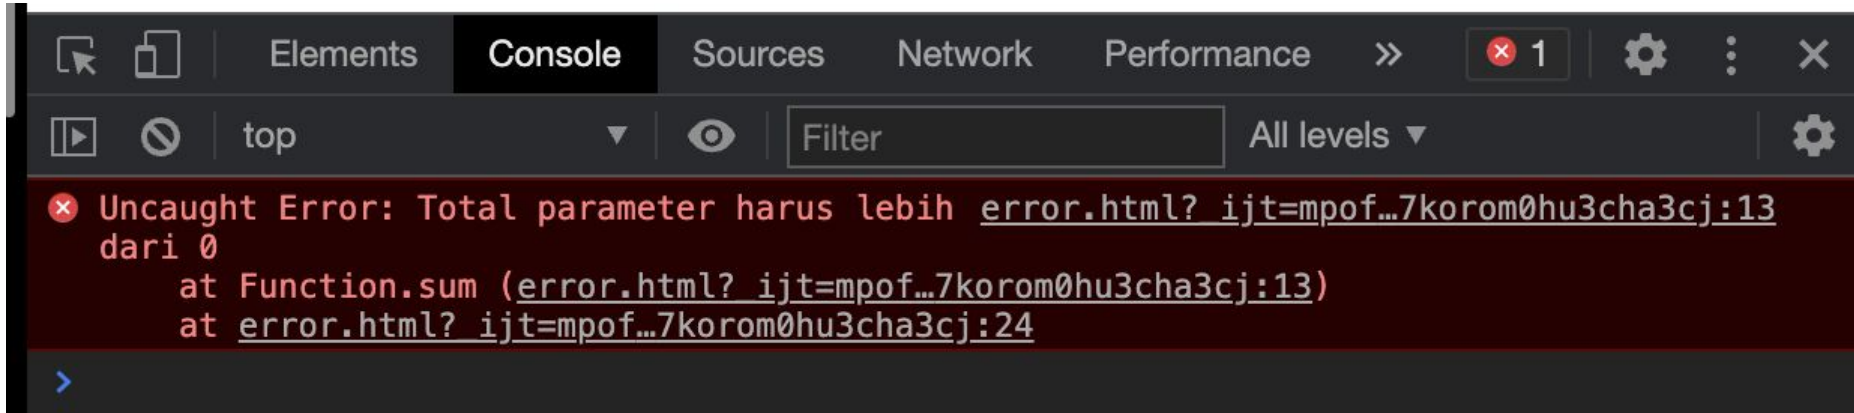 Elements Console Sources Network Performance » 1
top Filter All levels
Uncaught Error: Total parameter harus lebih error.html?_ijt=mpof…7korom0hu3cha3cj:13
dari 0
at Function.sum (error.html?_ijt=mpof…7korom0hu3cha3cj:13)
at error.html?_ijt=mpof…7korom0hu3cha3cj:24
>